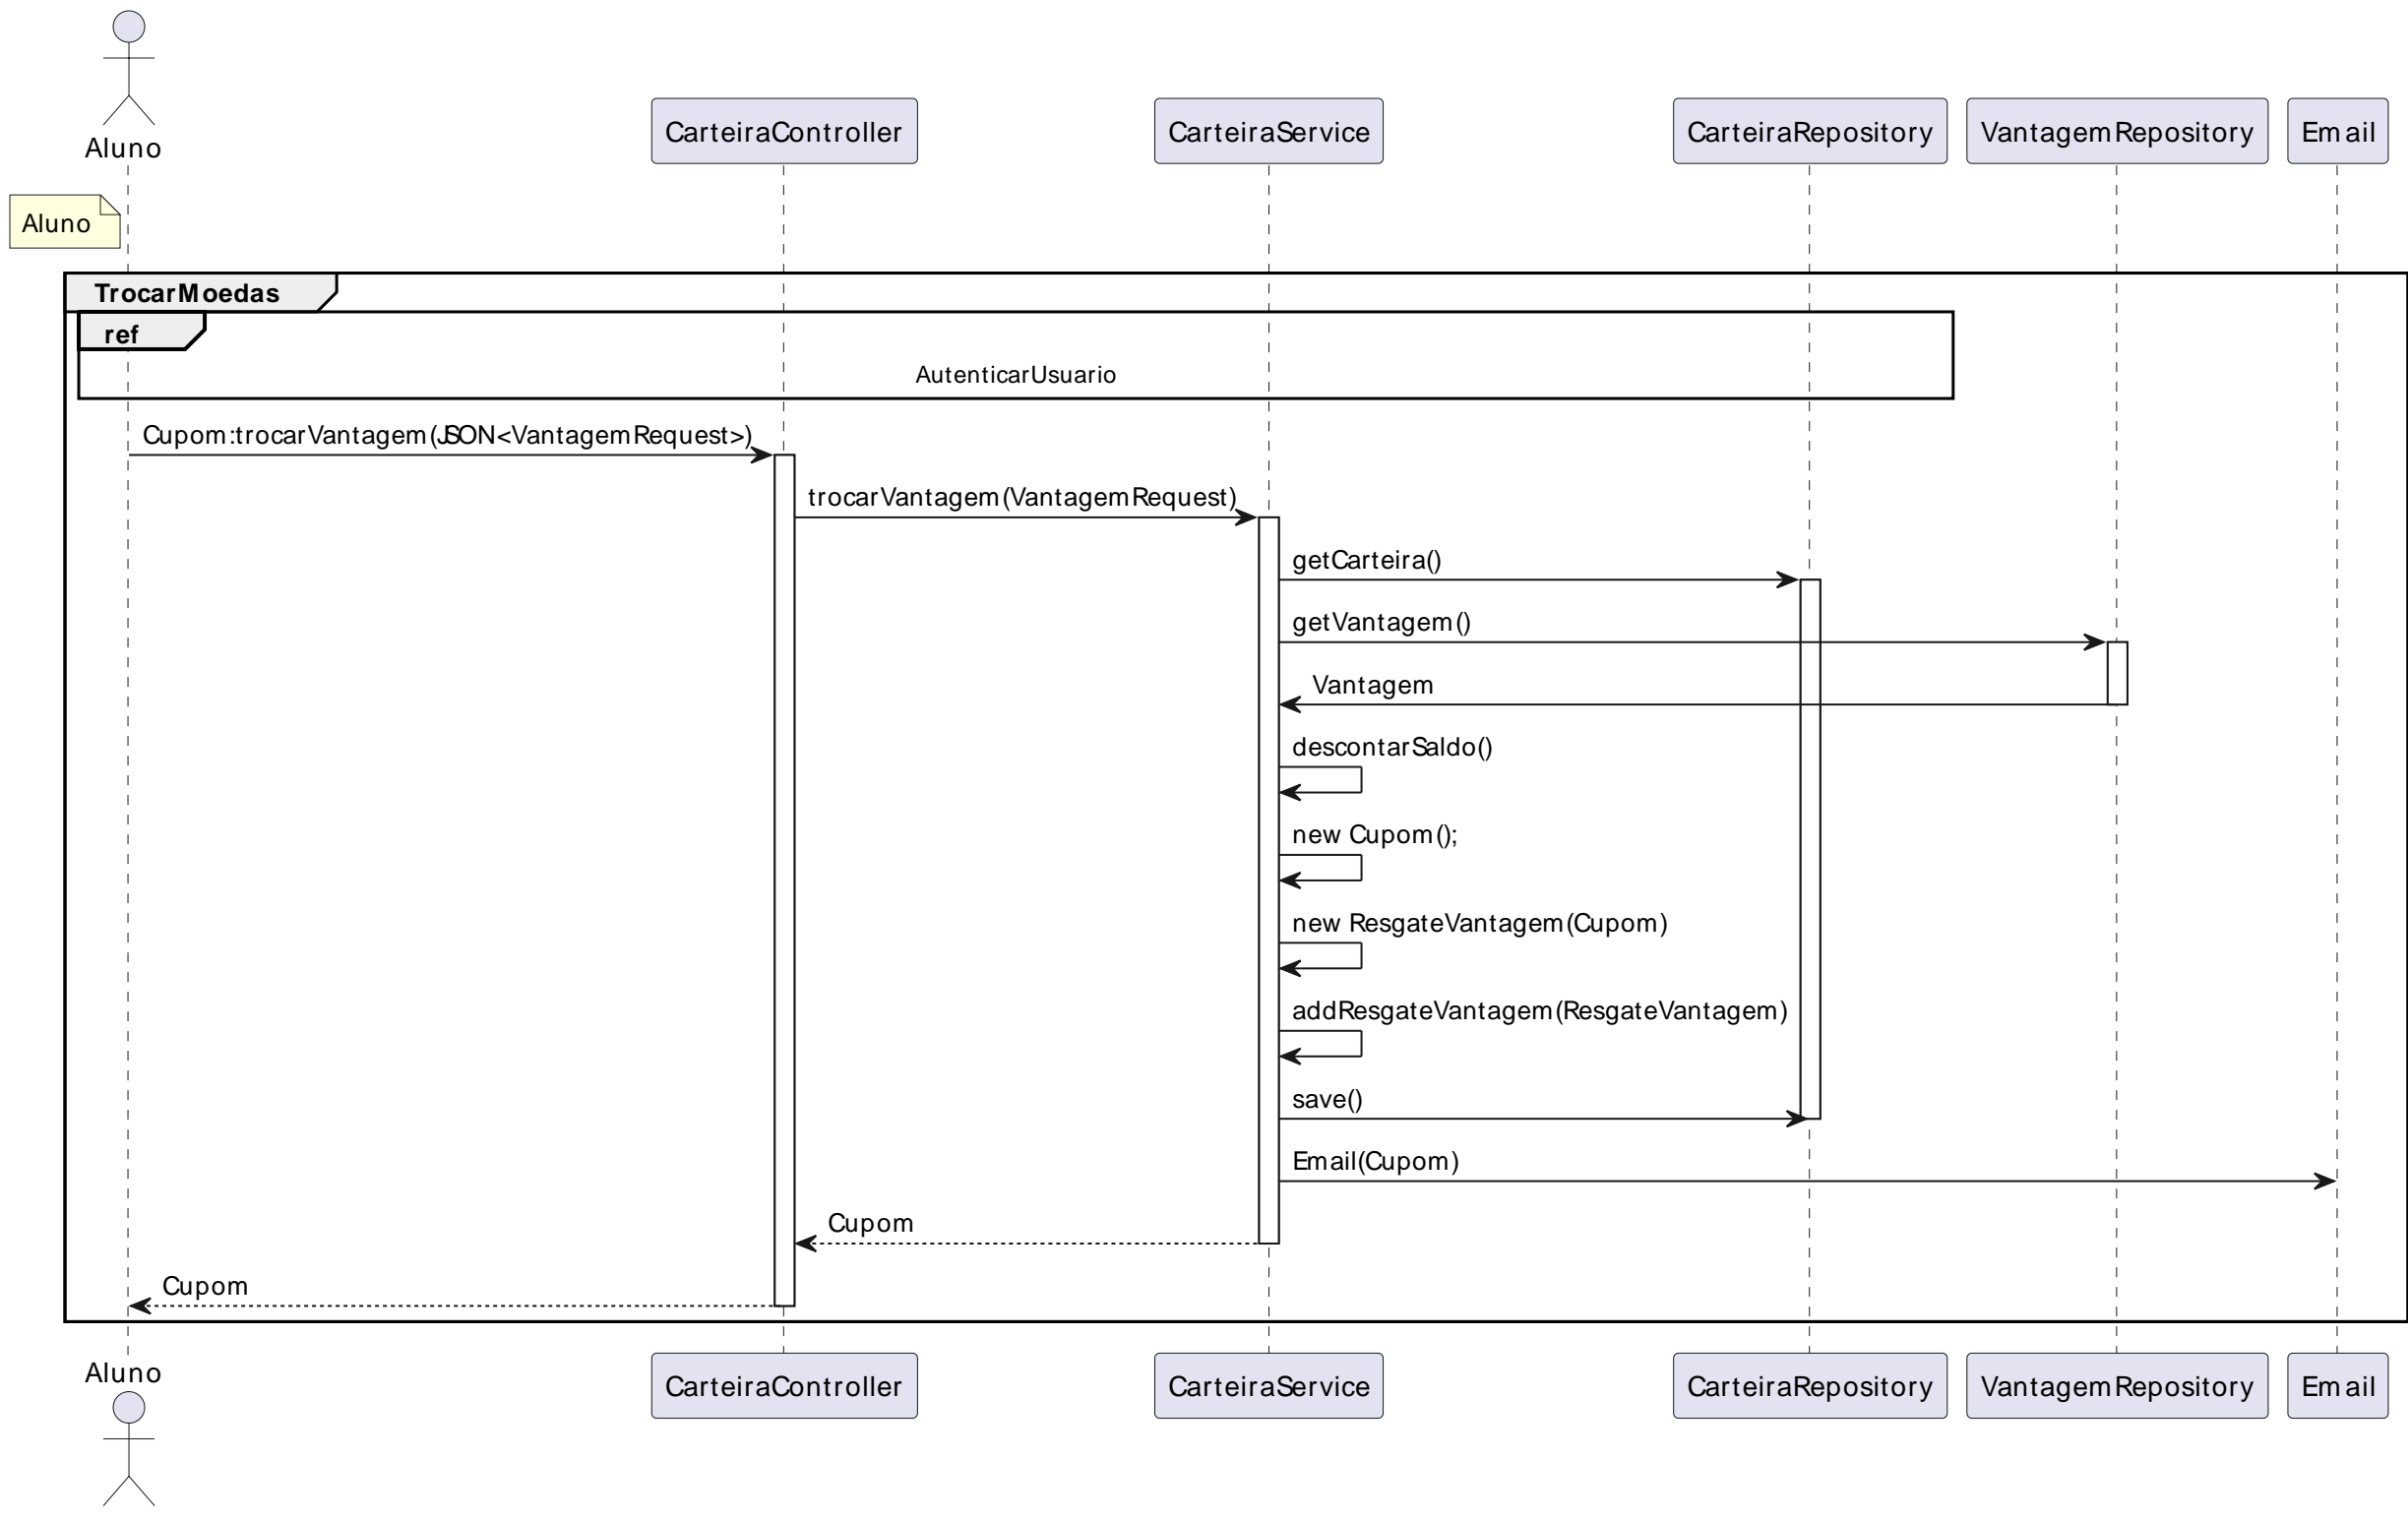 Aluno
CarteiraController
CarteiraService
CarteiraRepository
VantagemRepository
Email
Aluno
TrocarMoedas
ref
AutenticarUsuario
Cupom:trocarVantagem(JSON<VantagemRequest>)
trocarVantagem(VantagemRequest)
getCarteira()
getVantagem()
Vantagem
descontarSaldo()
new Cupom();
new ResgateVantagem(Cupom)
addResgateVantagem(ResgateVantagem)
save()
Email(Cupom)
Cupom
Cupom
Aluno
CarteiraController
CarteiraService
CarteiraRepository
VantagemRepository
Email